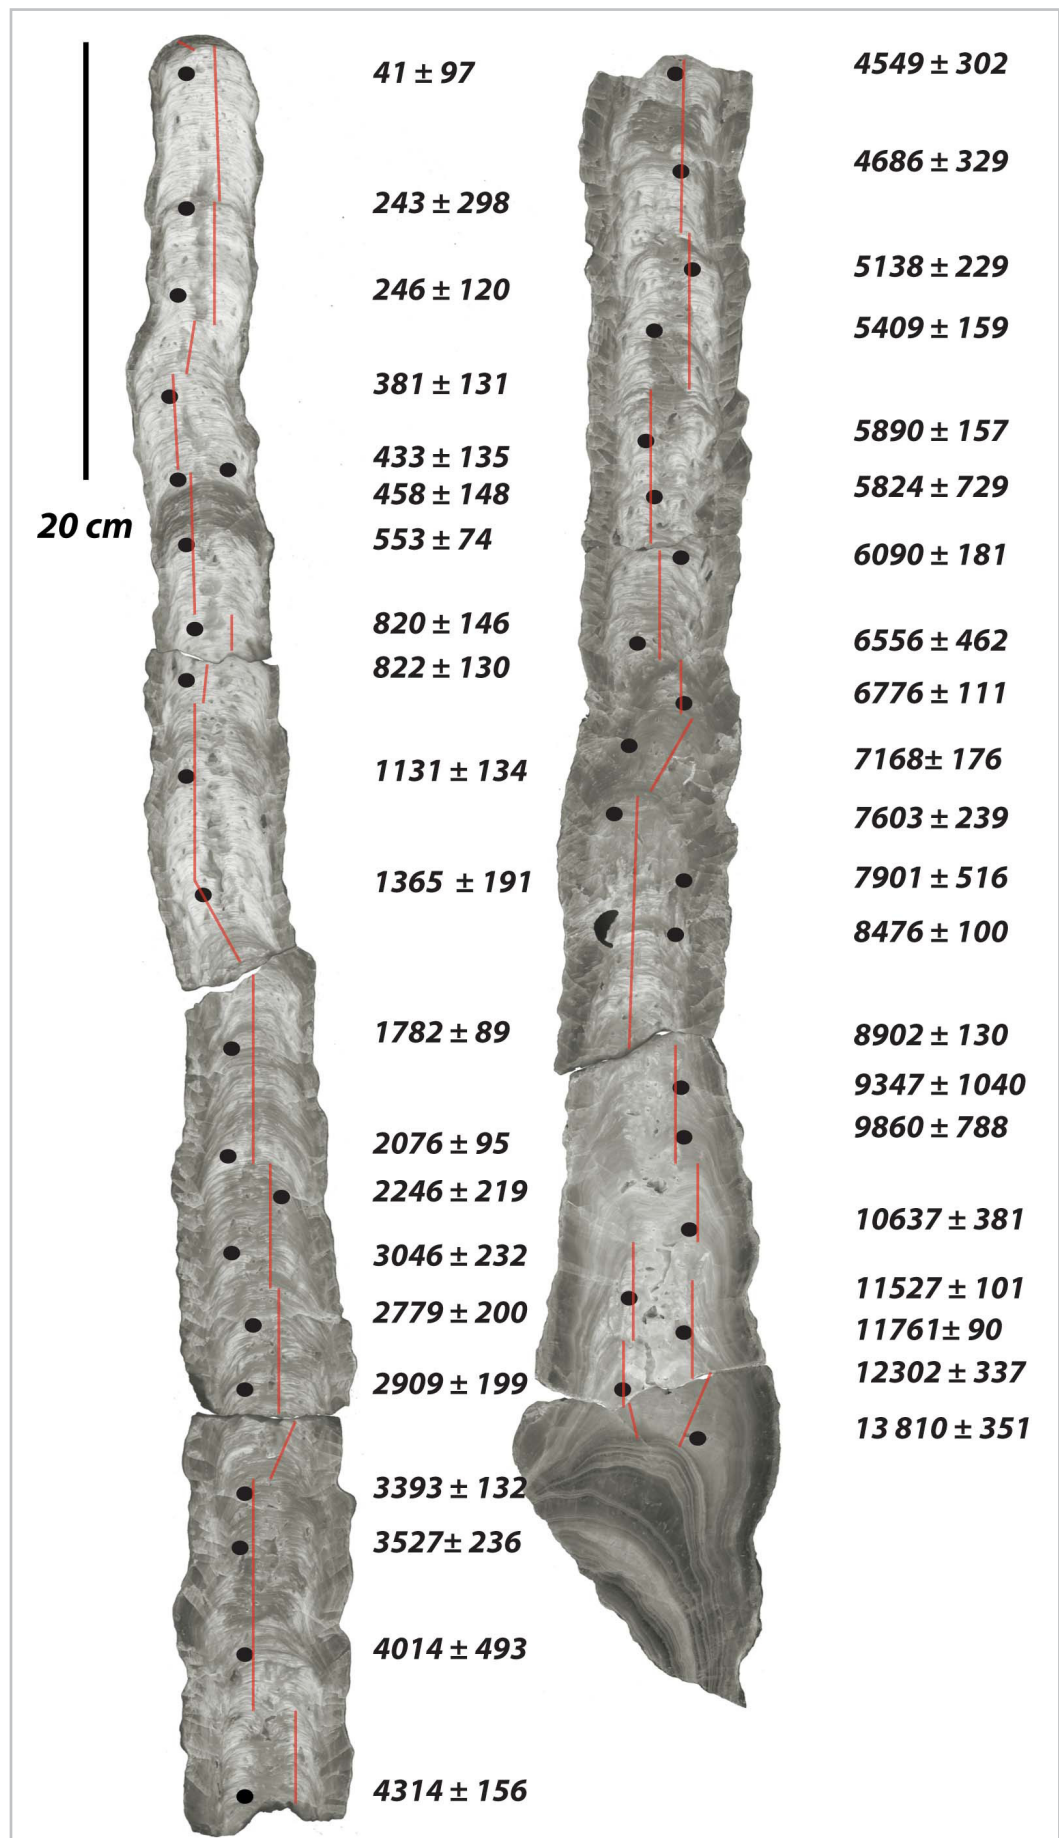 41 ± 97
243 ± 298
246 ± 120
381 ± 131
433 ± 135
458 ± 148
20 cm
553 ± 74
820 ± 146
822 ± 130
1131 ± 134
1365 ± 191
1782 ± 89
2076 ± 95
2246 ± 219
3046 ± 232
2779 ± 200
2909 ± 199
3393 ± 132
3527± 236
4014 ± 493
4314 ± 156
4549 ± 302
4686 ± 329
5138 ± 229
5409 ± 159
5890 ± 157
5824 ± 729
6090 ± 181
6556 ± 462
6776 ± 111
7168± 176
7603 ± 239
7901 ± 516
8476 ± 100
8902 ± 130
9347 ± 1040
9860 ± 788
10637 ± 381
11527 ± 101
11761± 90
12302 ± 337
13 810 ± 351